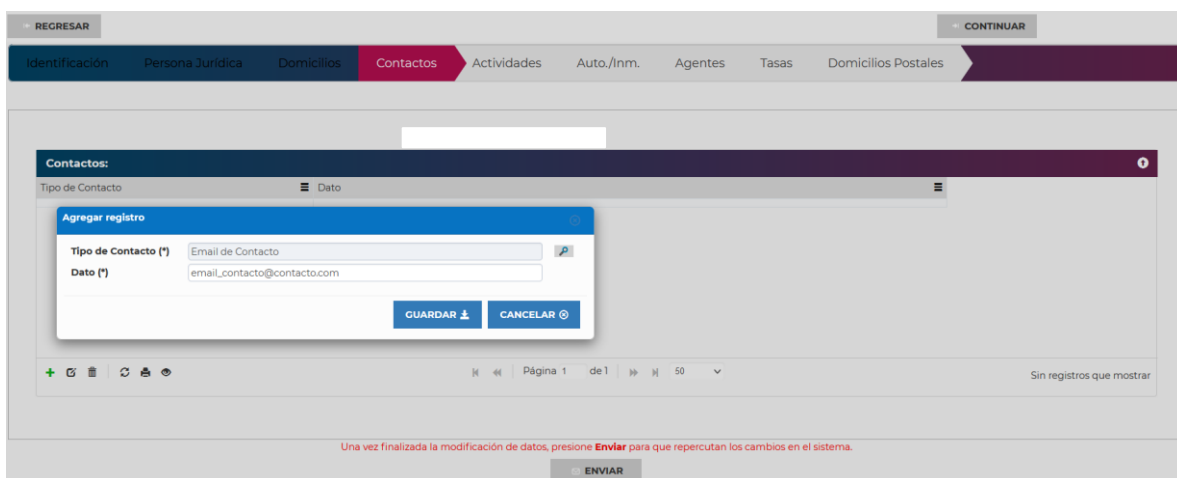 REGRESAR
CONTINUAR
Identificación Persona Jurídica Domicilios Contactos Actividades Auto./Inm. Agentes Tasas Domicilios Postales
Contactos:
Tipo de Contacto Dato
Agregar registro
Tipo de Contacto (*) Email de Contacto
Dato (*) email_contacto@contacto.com
GUARDAR CANCELAR
Página 1 de 1 50 Sin registros que mostrar
Una vez finalizada la modificación de datos, presione Enviar para que repercutan los cambios en el sistema.
ENVIAR